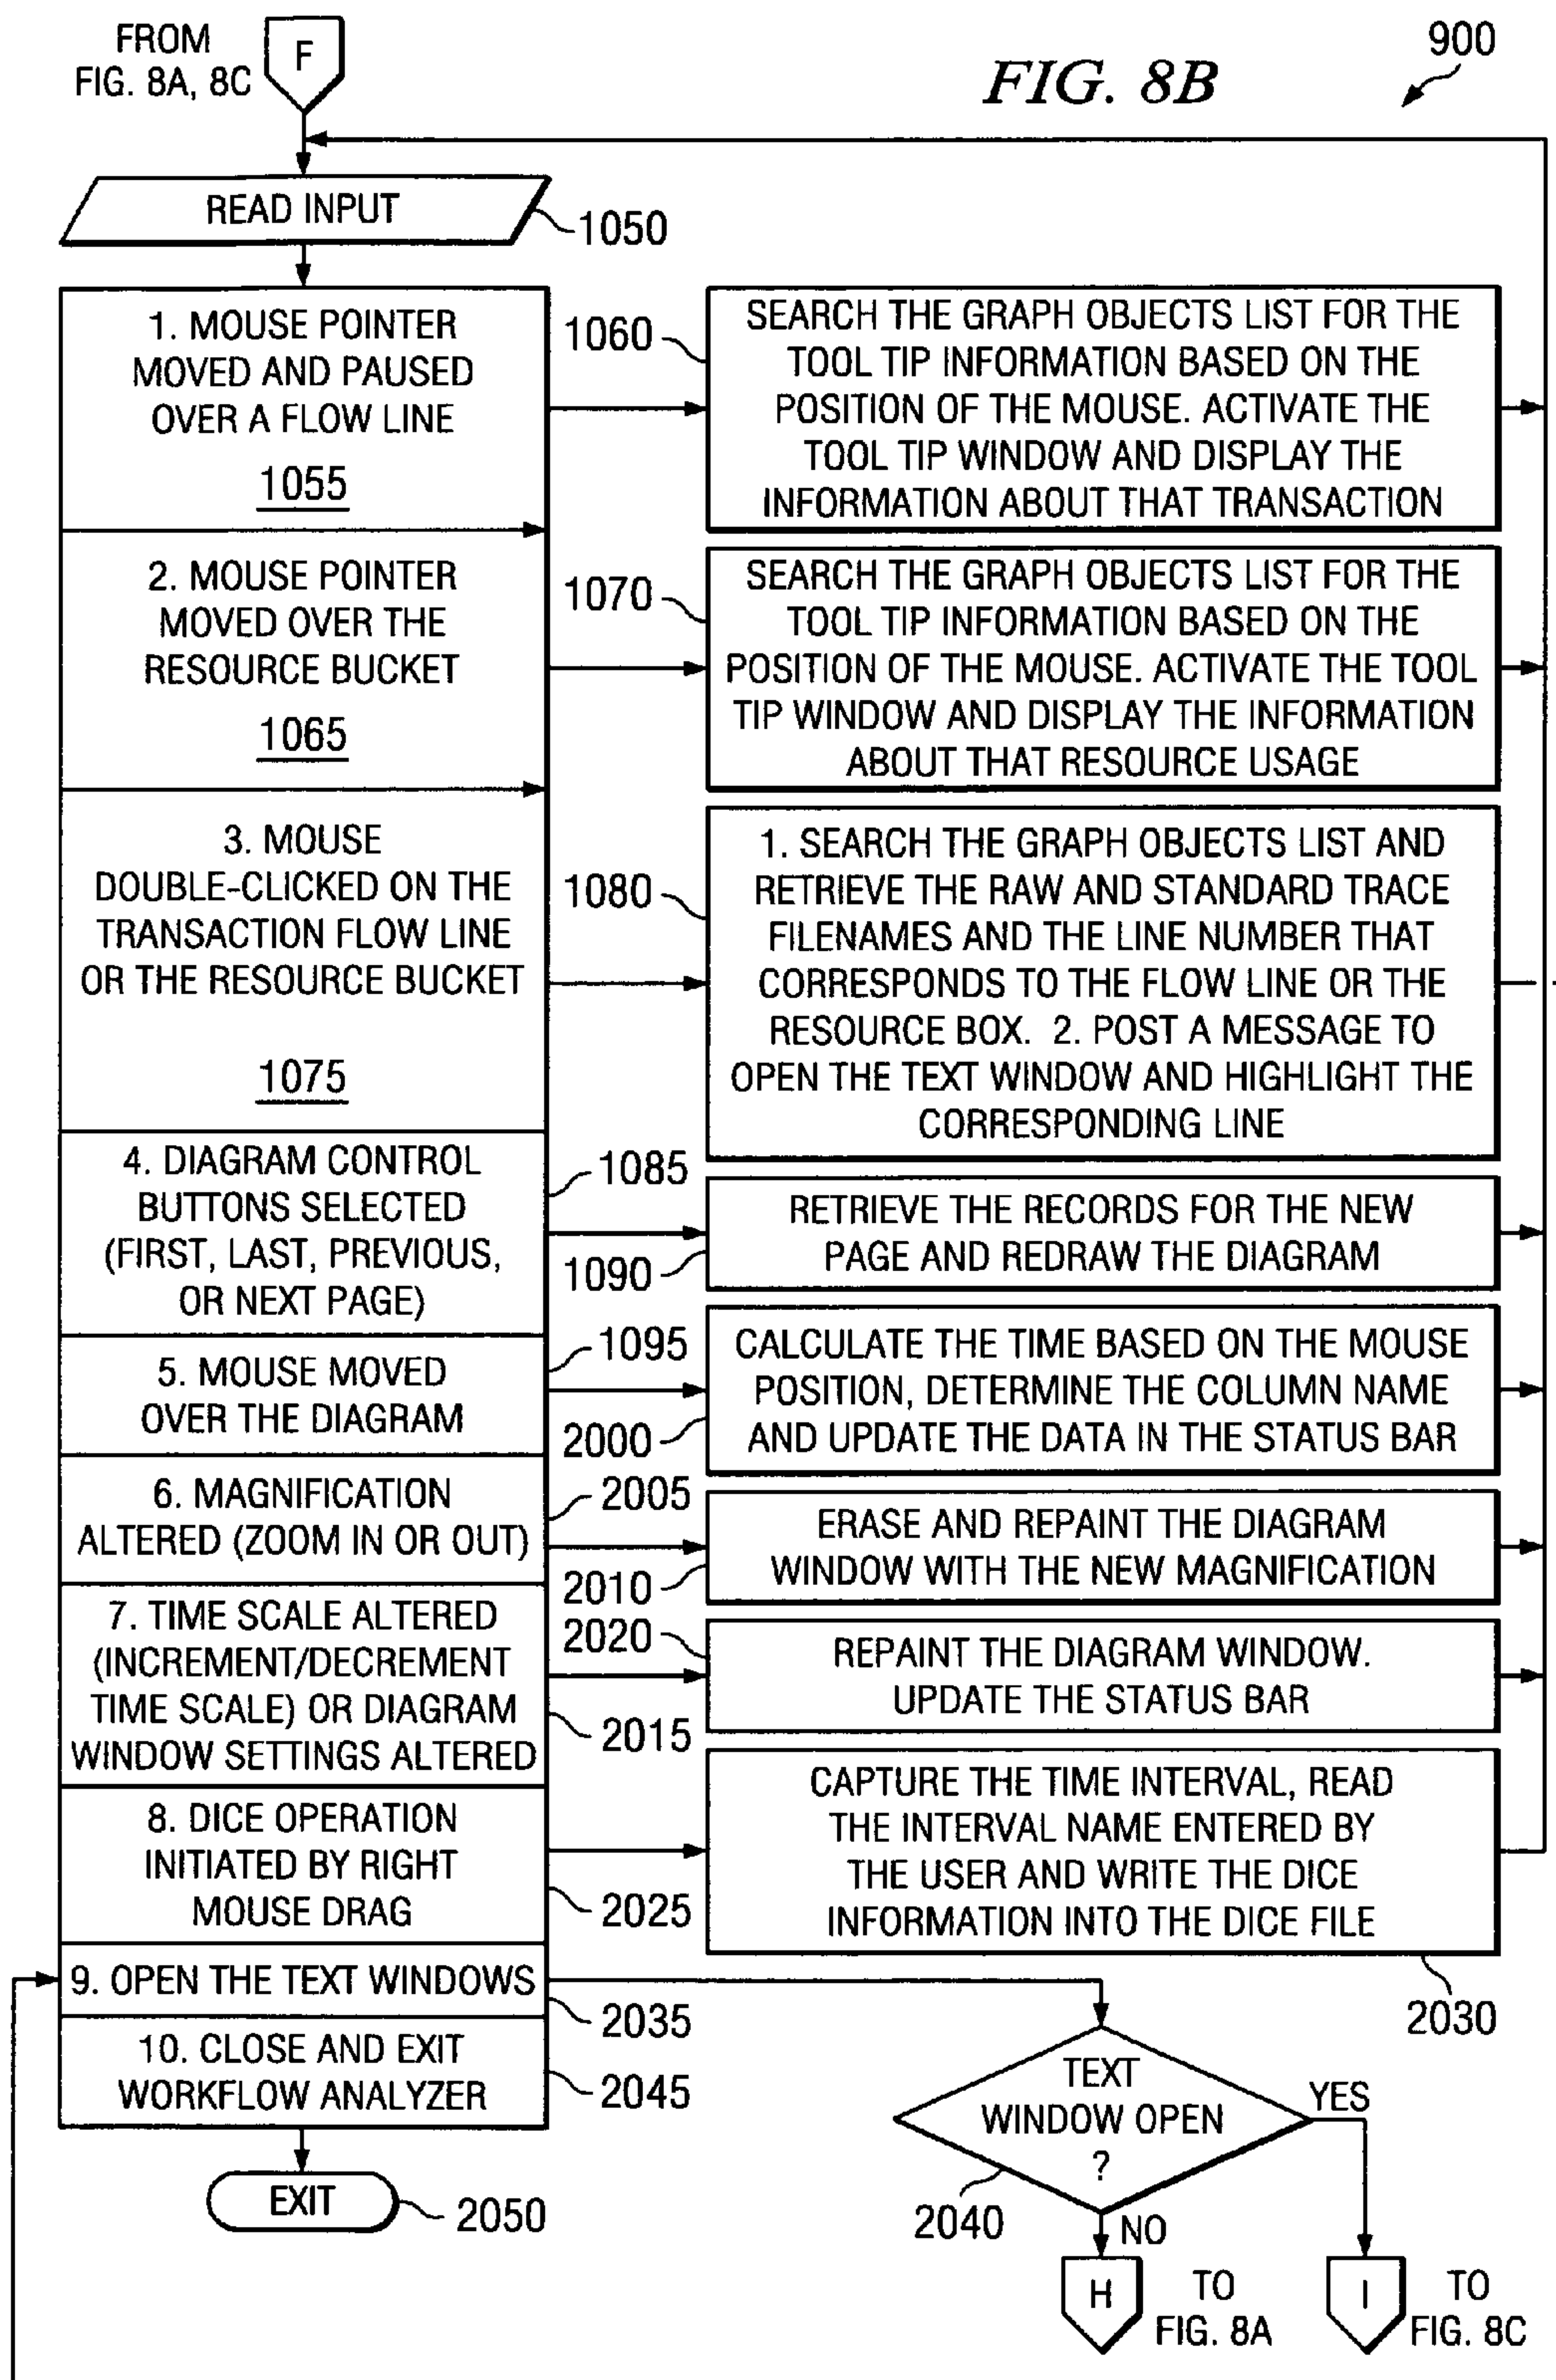 FROM
FIG. 8A, 8C
F
FIG. 8B
900
READ INPUT
1050
1. MOUSE POINTER
MOVED AND PAUSED
OVER A FLOW LINE
1055
1060
SEARCH THE GRAPH OBJECTS LIST FOR THE
TOOL TIP INFORMATION BASED ON THE
POSITION OF THE MOUSE. ACTIVATE THE
TOOL TIP WINDOW AND DISPLAY THE
INFORMATION ABOUT THAT TRANSACTION
2. MOUSE POINTER
MOVED OVER THE
RESOURCE BUCKET
1065
1070
SEARCH THE GRAPH OBJECTS LIST FOR THE
TOOL TIP INFORMATION BASED ON THE
POSITION OF THE MOUSE. ACTIVATE THE TOOL
TIP WINDOW AND DISPLAY THE INFORMATION
ABOUT THAT RESOURCE USAGE
3. MOUSE
DOUBLE-CLICKED ON THE
TRANSACTION FLOW LINE
OR THE RESOURCE BUCKET
1075
1080
1. SEARCH THE GRAPH OBJECTS LIST AND
RETRIEVE THE RAW AND STANDARD TRACE
FILENAMES AND THE LINE NUMBER THAT
CORRESPONDS TO THE FLOW LINE OR THE
RESOURCE BOX. 2. POST A MESSAGE TO
OPEN THE TEXT WINDOW AND HIGHLIGHT THE
CORRESPONDING LINE
4. DIAGRAM CONTROL
BUTTONS SELECTED
(FIRST, LAST, PREVIOUS,
OR NEXT PAGE)
1085
1090
RETRIEVE THE RECORDS FOR THE NEW
PAGE AND REDRAW THE DIAGRAM
5. MOUSE MOVED
OVER THE DIAGRAM
1095
2000
CALCULATE THE TIME BASED ON THE MOUSE
POSITION, DETERMINE THE COLUMN NAME
AND UPDATE THE DATA IN THE STATUS BAR
6. MAGNIFICATION
ALTERED (ZOOM IN OR OUT)
2005
2010
ERASE AND REPAINT THE DIAGRAM
WINDOW WITH THE NEW MAGNIFICATION
7. TIME SCALE ALTERED
(INCREMENT/DECREMENT
TIME SCALE) OR DIAGRAM
WINDOW SETTINGS ALTERED
2015
2020
REPAINT THE DIAGRAM WINDOW.
UPDATE THE STATUS BAR
8. DICE OPERATION
INITIATED BY RIGHT
MOUSE DRAG
2025
CAPTURE THE TIME INTERVAL, READ
THE INTERVAL NAME ENTERED BY
THE USER AND WRITE THE DICE
INFORMATION INTO THE DICE FILE
2030
9. OPEN THE TEXT WINDOWS
2035
10. CLOSE AND EXIT
WORKFLOW ANALYZER
2045
EXIT
2050
TEXT
WINDOW OPEN
?
2040
YES
NO
H
TO
FIG. 8A
I
TO
FIG. 8C